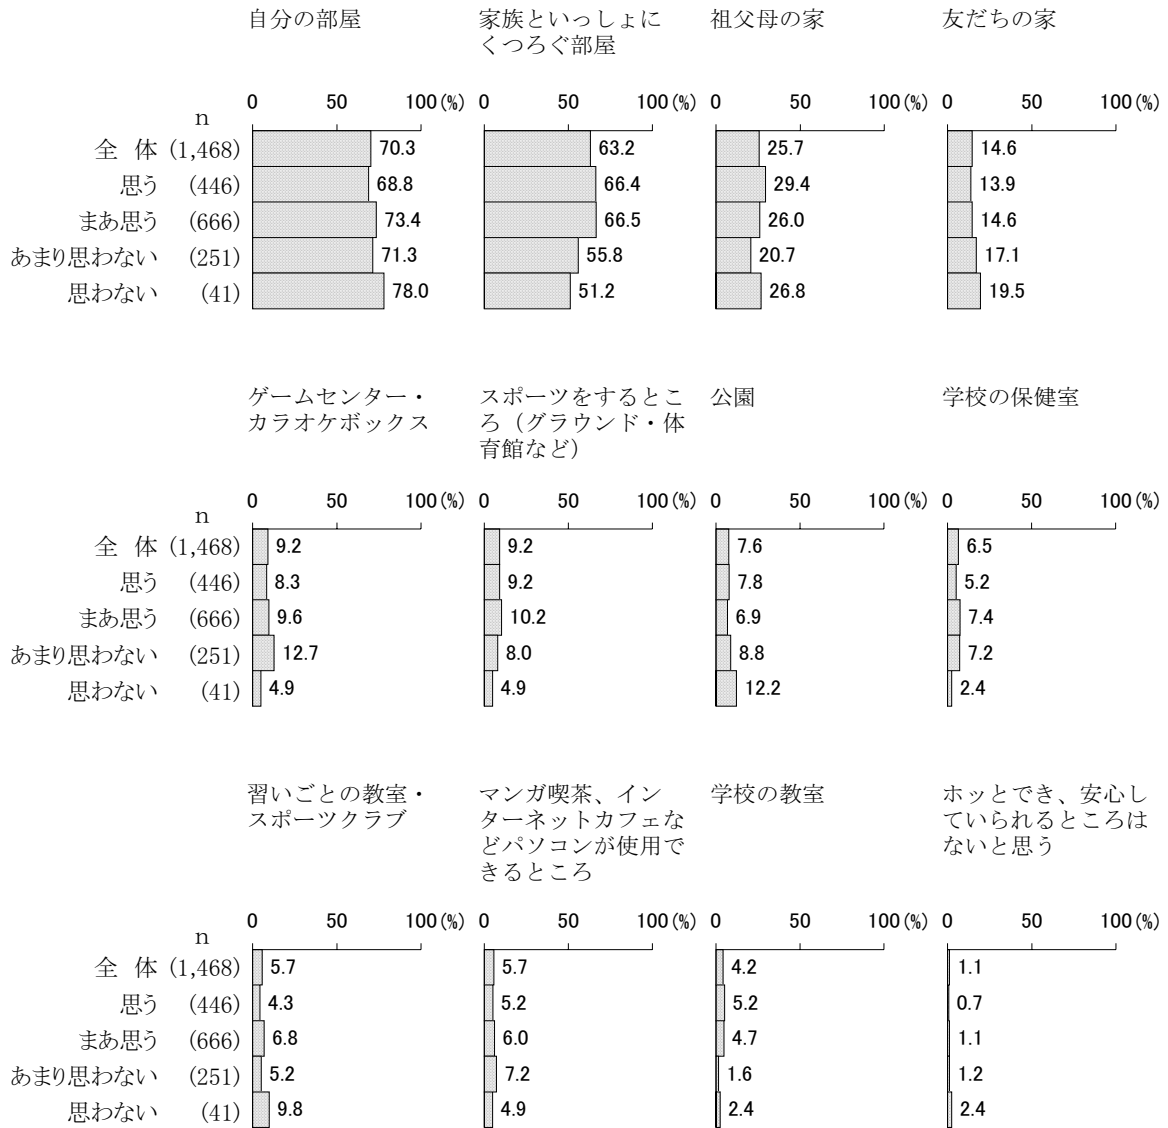 自分の部屋
家族といっしょに
くつろぐ部屋
祖父母の家
友だちの家
0 50 100(%) 0 50 100(%) 0 50 100(%) 0 50 100(%)
n
全 体 (1,468) 70.3 63.2 25.7 14.6
思う (446) 68.8 66.4 29.4 13.9
まあ思う (666) 73.4 66.5 26.0 14.6
あまり思わない (251) 71.3 55.8 20.7 17.1
思わない (41) 78.0 51.2 26.8 19.5
ゲームセンター・
カラオケボックス
スポーツをするとこ
ろ（グラウンド・体
育館など）
公園
学校の保健室
0 50 100(%) 0 50 100(%) 0 50 100(%) 0 50 100(%)
n
全 体 (1,468) 9.2 9.2 7.6 6.5
思う (446) 8.3 9.2 7.8 5.2
まあ思う (666) 9.6 10.2 6.9 7.4
あまり思わない (251) 12.7 8.0 8.8 7.2
思わない (41) 4.9 4.9 12.2 2.4
習いごとの教室・
スポーツクラブ
マンガ喫茶、イン
ターネットカフェな
どパソコンが使用で
きるところ
学校の教室
ホッとでき、安心し
ていられるところは
ないと思う
0 50 100(%) 0 50 100(%) 0 50 100(%) 0 50 100(%)
n
全 体 (1,468) 5.7 5.7 4.2 1.1
思う (446) 4.3 5.2 5.2 0.7
まあ思う (666) 6.8 6.0 4.7 1.1
あまり思わない (251) 5.2 7.2 1.6 1.2
思わない (41) 9.8 4.9 2.4 2.4